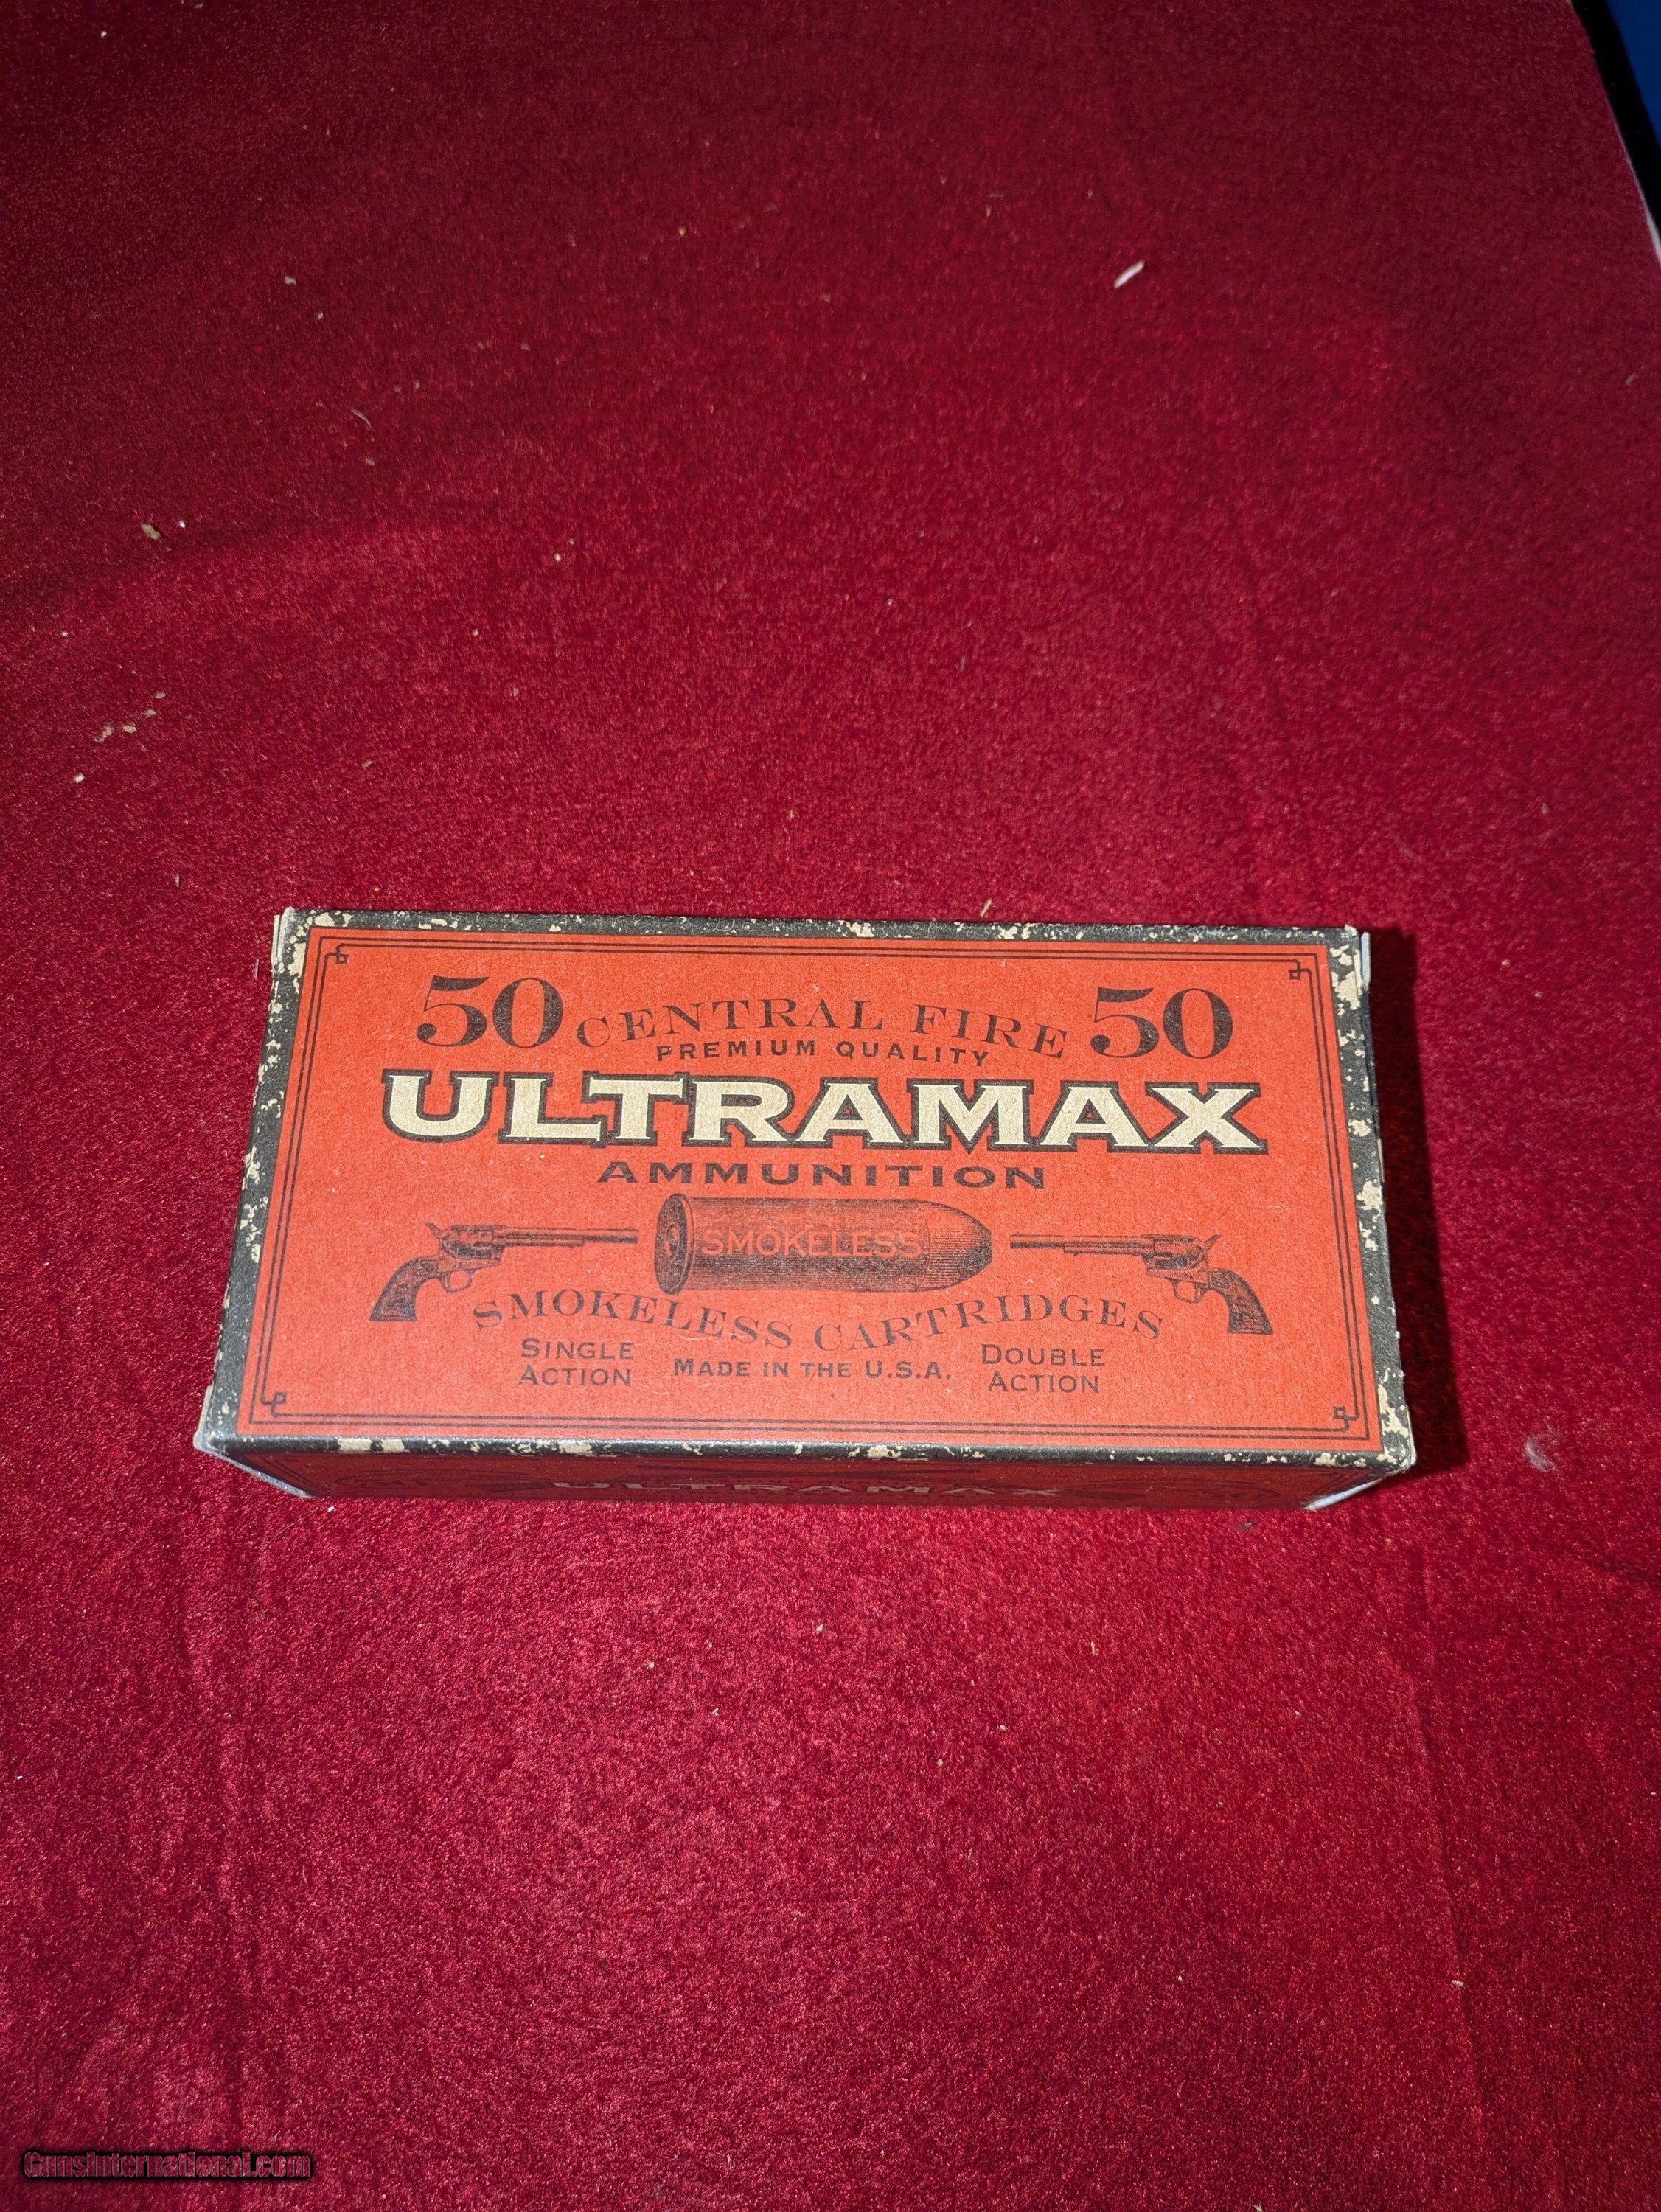 50 CENTRAL FIRE 50
PREMIUM QUALITY
ULTRAMAX
AMMUNITION
SMOKELESS
SMOKELESS CARTRIDGES
SINGLE ACTION
MADE IN THE U.S.A.
DOUBLE ACTION
ULTRAMAX
GunsInternational.com